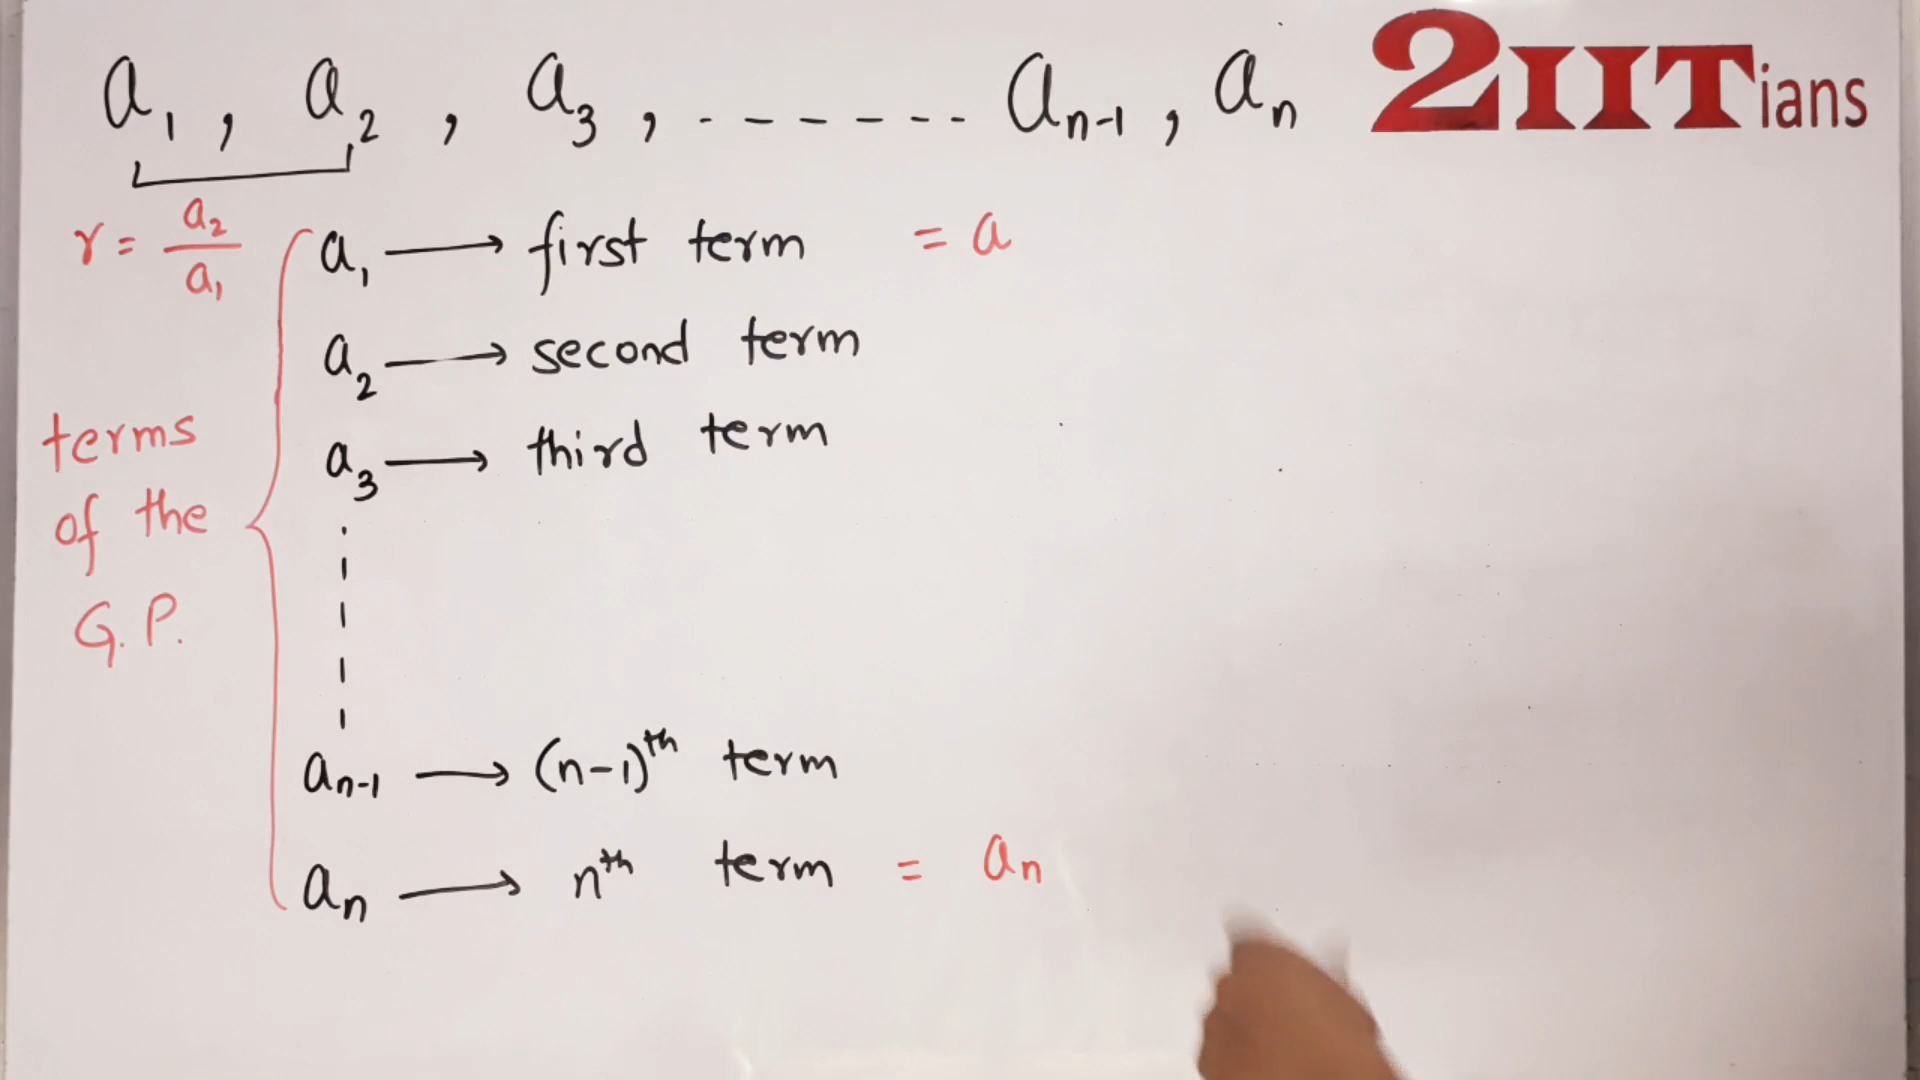 a₁, a₂, a₃, ------- aₙ₋₁, aₙ
2IITians
r = a₂/a₁
a₁ → first term = a
a₂ → second term
a₃ → third term
terms
of the
G.P.
aₙ₋₁ → (n-1)ᵗʰ term
aₙ → nᵗʰ term = aₙ